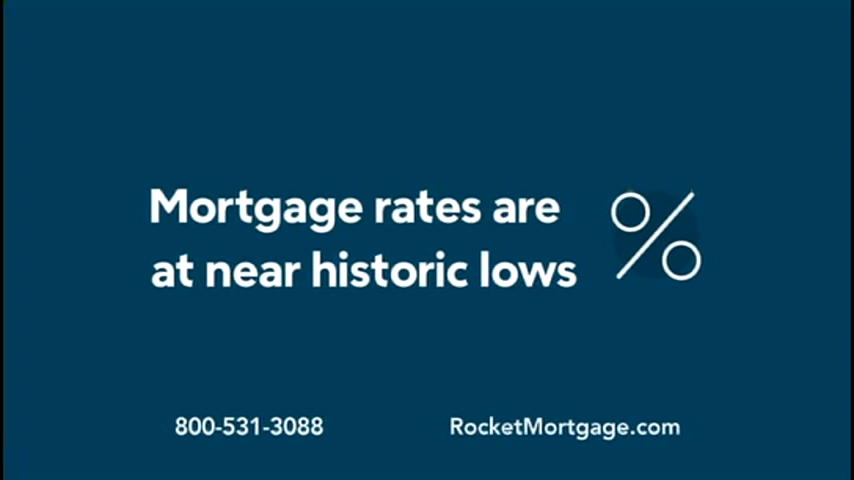 Mortgage rates are
at near historic lows
%
800-531-3088
RocketMortgage.com